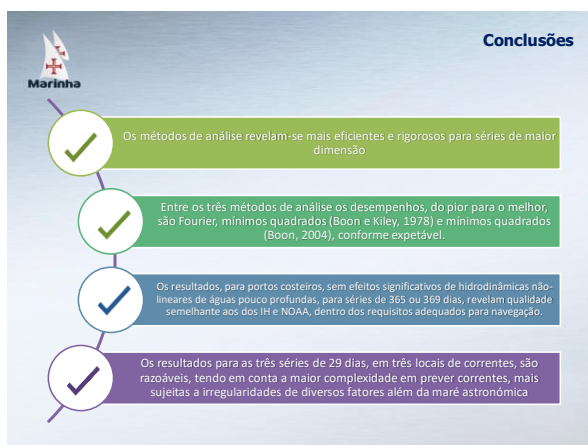 Conclusões
Marinha
Os métodos de análise revelam-se mais eficientes e rigorosos para séries de maior
dimensão
Entre os três métodos de análise os desempenhos, do pior para o melhor,
são Fourier, mínimos quadrados (Boon e Kiley, 1978) e mínimos quadrados
(Boon, 2004), conforme expetável.
Os resultados, para portos costeiros, sem efeitos significativos de hidrodinâmicas não-
lineares de águas pouco profundas, para séries de 365 ou 369 dias, revelam qualidade
semelhante aos dos IH e NOAA, dentro dos requisitos adequados para navegação.
Os resultados para as três séries de 29 dias, em três locais de correntes, são
razoáveis, tendo em conta a maior complexidade em prever correntes, mais
sujeitas a irregularidades de diversos fatores além da maré astronómica